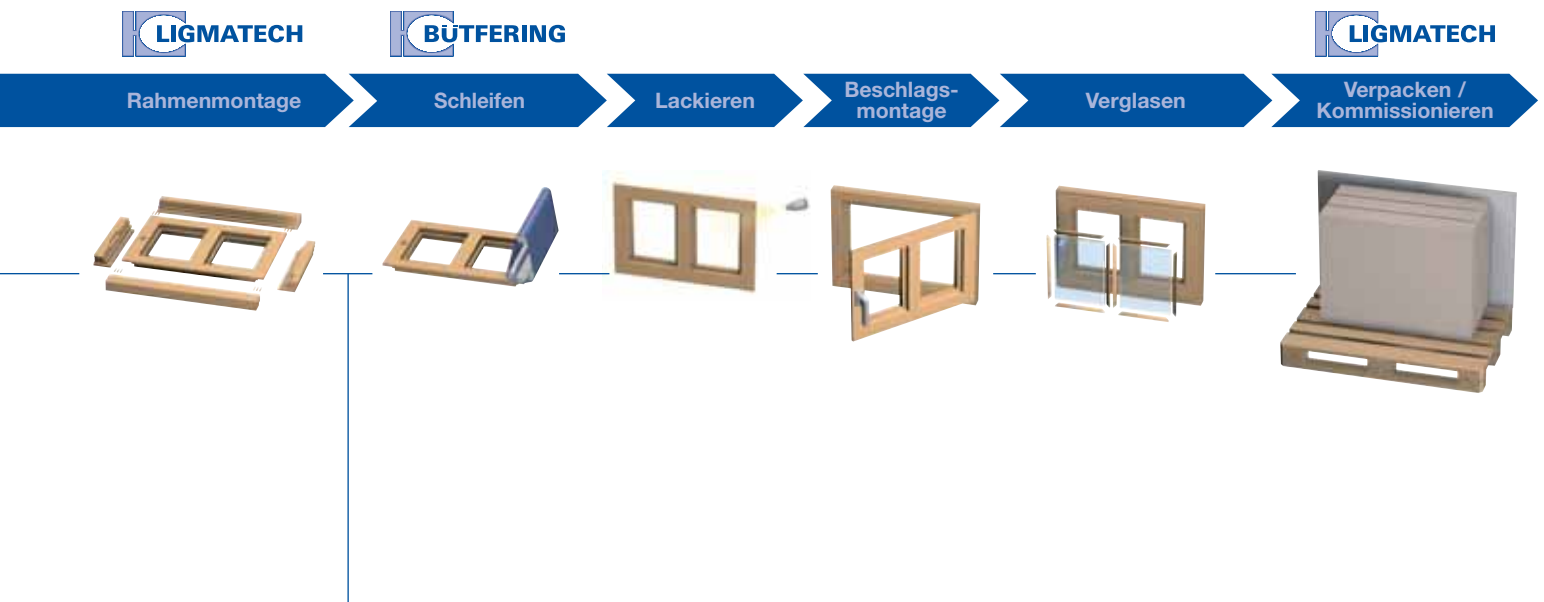 LIGMATECH
BÜTFERING
LIGMATECH
Rahmenmontage
Schleifen
Lackieren
Beschlags-
montage
Verglasen
Verpacken /
Kommissionieren